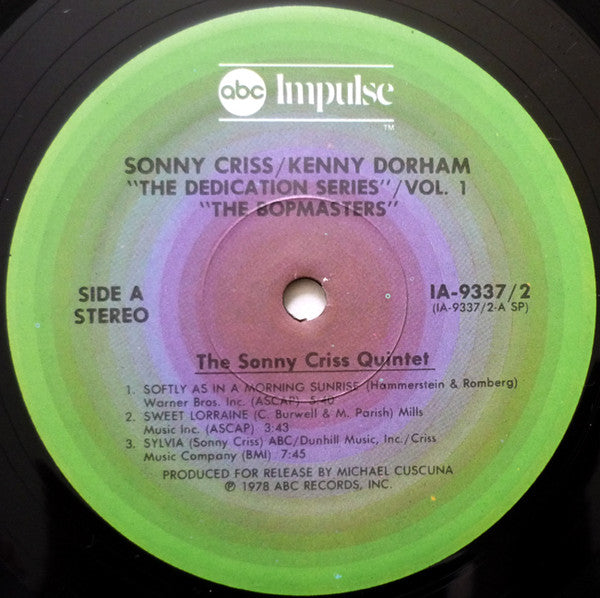 abc Impulse
TM
SONNY CRISS/KENNY DORHAM
"THE DEDICATION SERIES"/VOL. 1
"THE BOPMASTERS"
SIDE A
STEREO
IA-9337/2
(IA-9337/2-A SP)
The Sonny Criss Quintet
1. SOFTLY AS IN A MORNING SUNRISE (Hammerstein & Romberg)
Warner Bros. Inc. (ASCAP) 5:40
2. SWEET LORRAINE (C. Burwell & M. Parish) Mills
Music Inc. (ASCAP) 3:43
3. SYLVIA (Sonny Criss) ABC/Dunhill Music, Inc./Criss
Music Company (BMI) 7:45
PRODUCED FOR RELEASE BY MICHAEL CUSCUNA
℗ 1978 ABC RECORDS, INC.